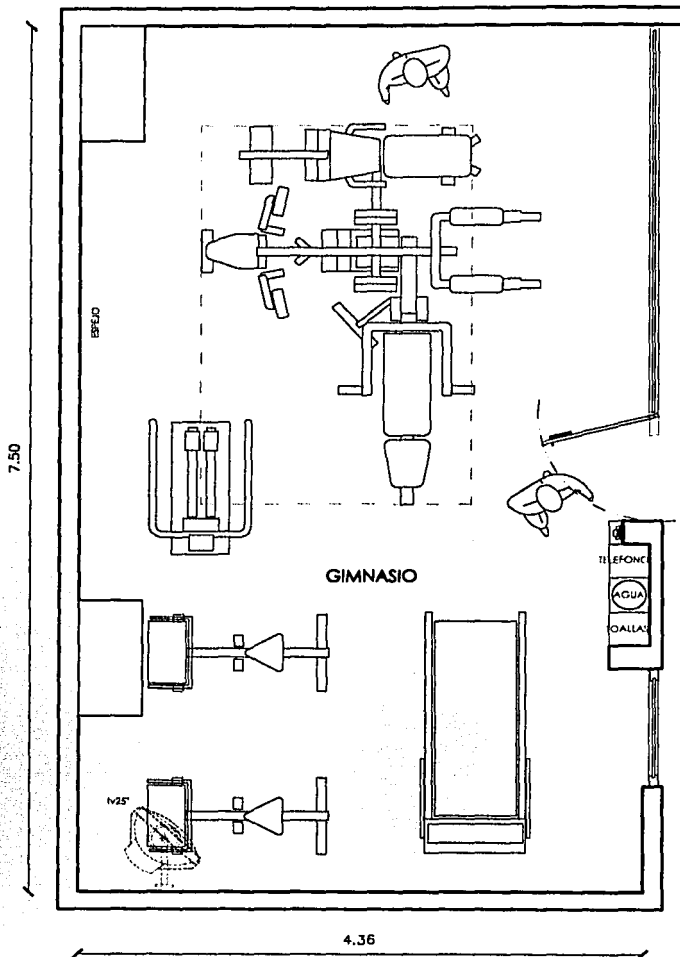 ESPEJO
7.50
GIMNASIO
TELEFONO
AGUA
TOALLAS
tv25"
4.36